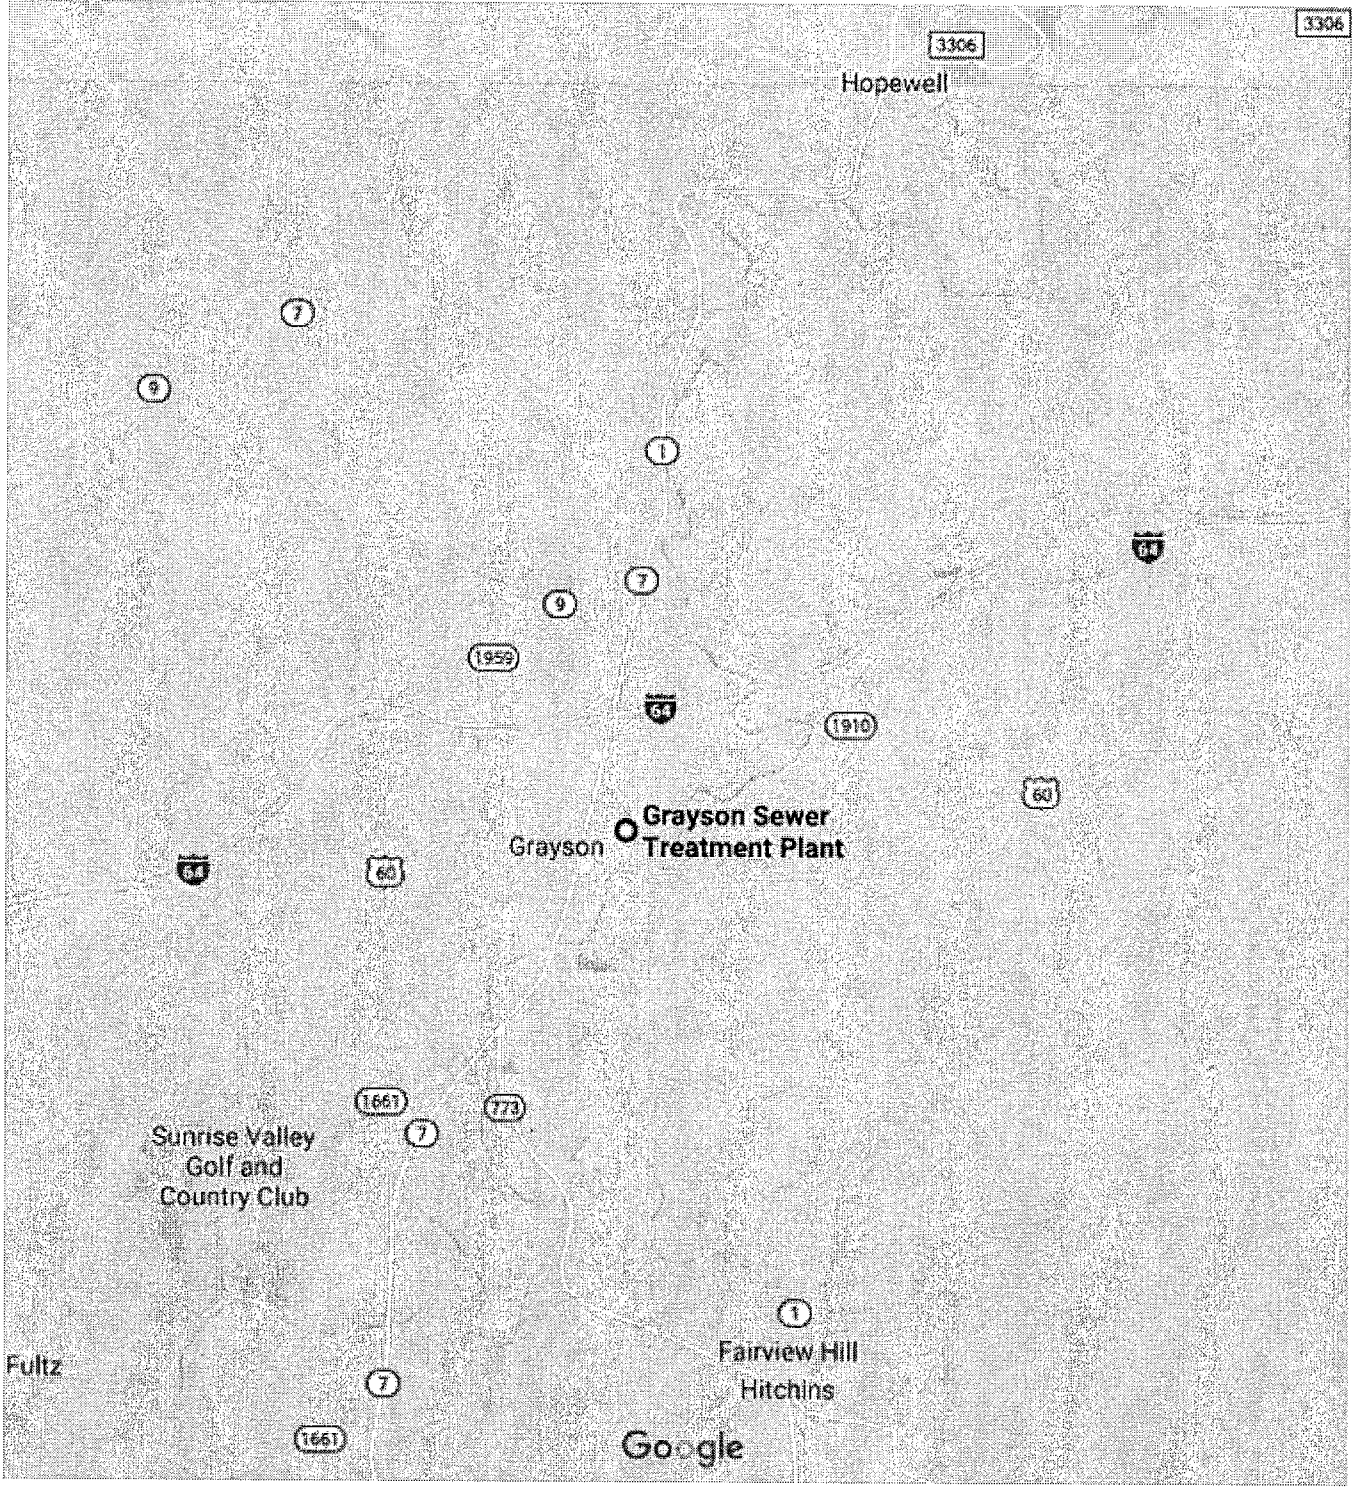 3306
3306
Hopewell
7
9
1
64
7
9
1959
64
1910
60
Grayson Sewer
Treatment Plant
Grayson
64
60
1661
773
7
Sunrise Valley
Golf and
Country Club
1
Fairview Hill
Hitchins
Fultz
7
1661
Google